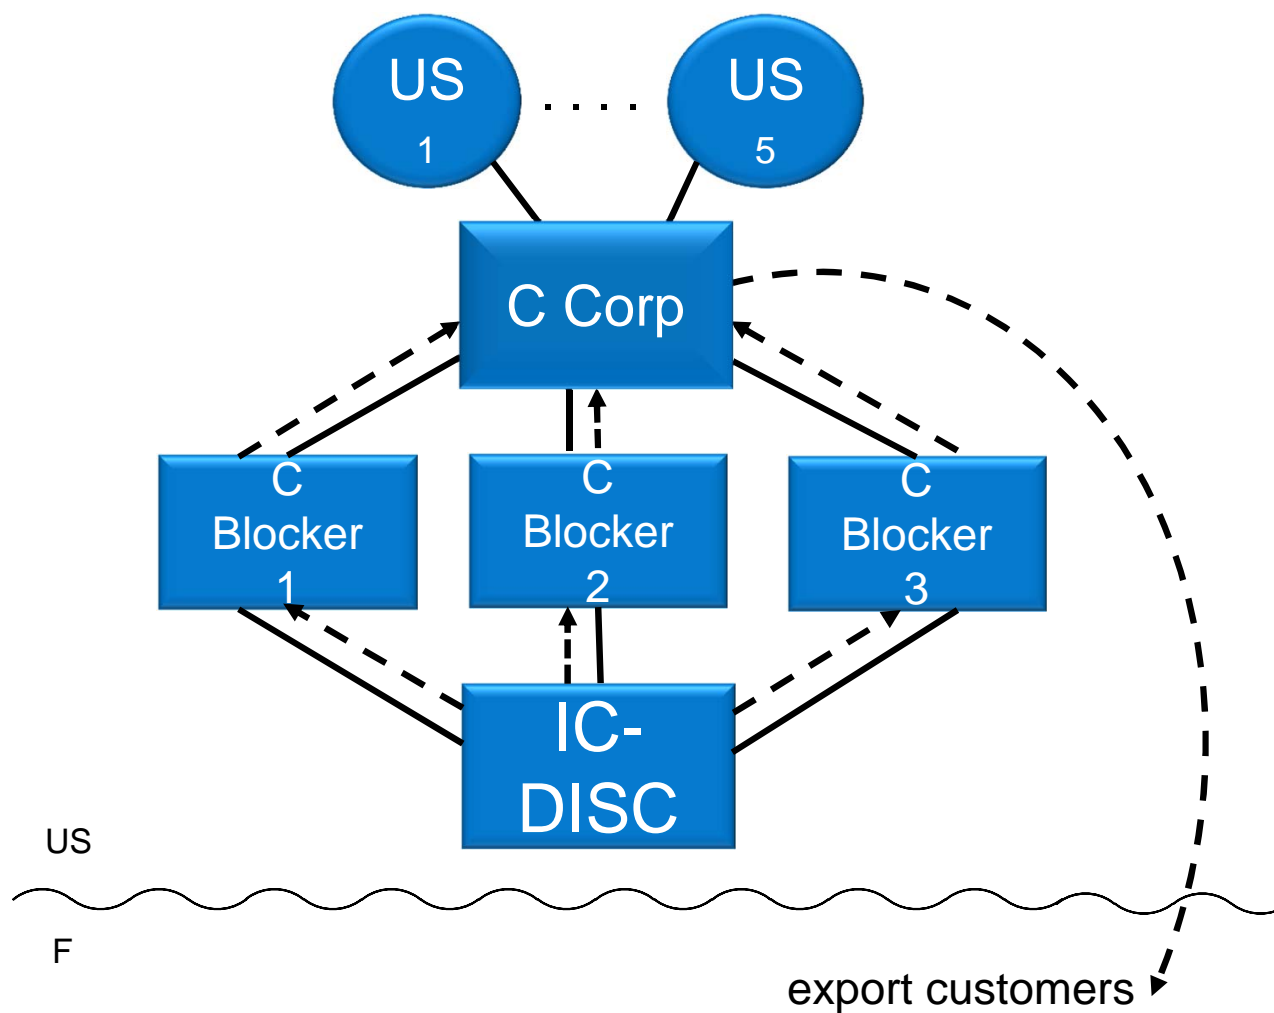 US
1
. . . .
US
5
C Corp
C
Blocker
1
C
Blocker
2
C
Blocker
3
IC-
DISC
US
F
export customers